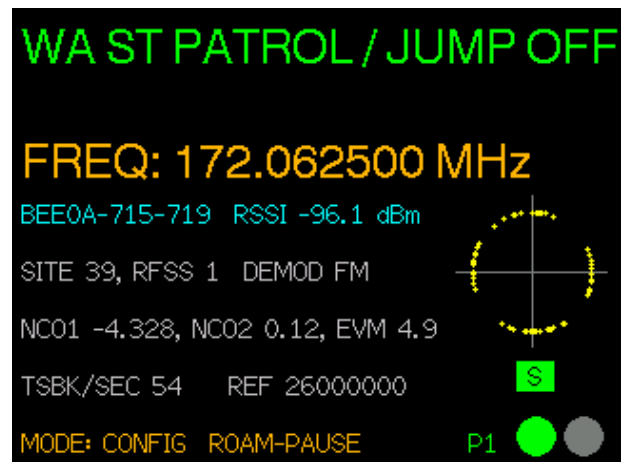 WA ST PATROL / JUMP OFF
FREQ: 172.062500 MHz
BEE0A-715-719 RSSI -96.1 dBm
SITE 39, RFSS 1 DEMOD FM
NCO1 -4.328, NCO2 0.12, EVM 4.9
S
TSBK/SEC 54 REF 26000000
MODE: CONFIG ROAM-PAUSE P1